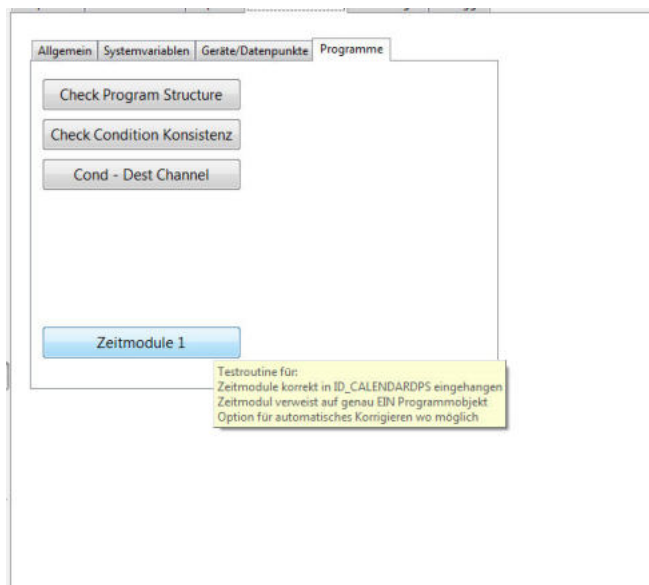 Allgemein Systemvariablen Geräte/Datenpunkte Programme
Check Program Structure
Check Condition Konsistenz
Cond - Dest Channel
Zeitmodule 1
Testroutine für:
Zeitmodule korrekt in ID_CALENDARDPS eingehangen
Zeitmodul verweist auf genau EIN Programmobjekt
Option für automatisches Korrigieren wo möglich